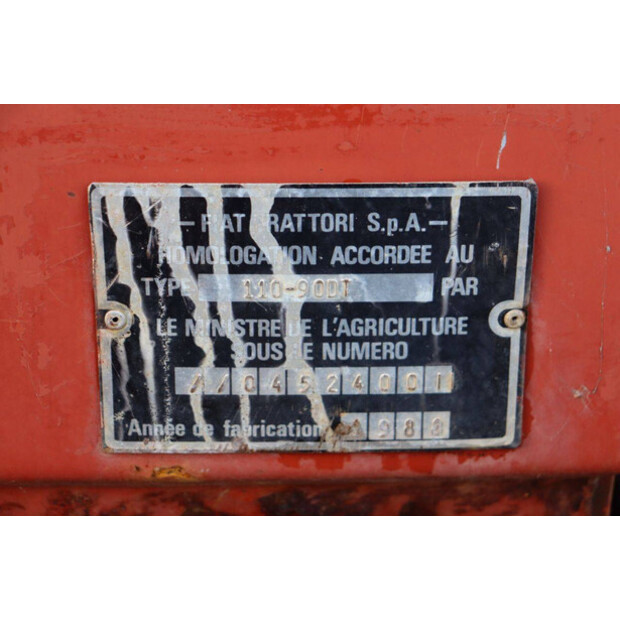 — FIAT TRATTORI S.p.A. —
HOMOLOGATION ACCORDEE AU
TYPE 110-90DT PAR
LE MINISTRE DE L'AGRICULTURE
SOUS LE NUMERO
//04524001
Année de fabrication 1988